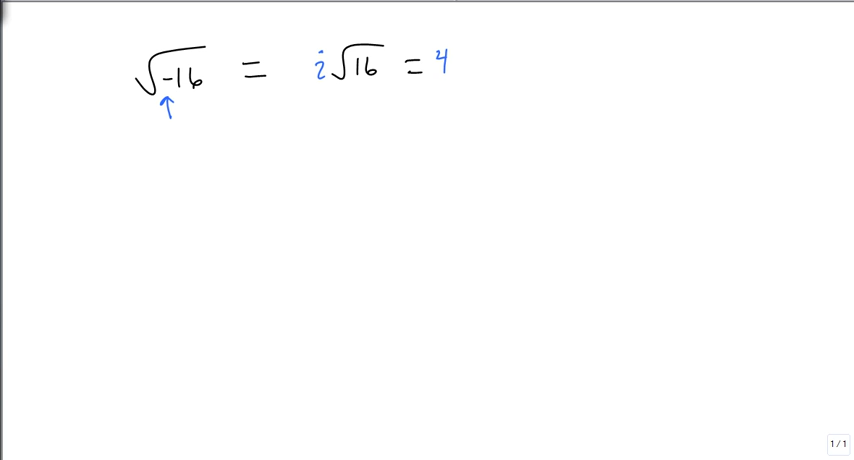 √-16 = i√16 = 4
↑
1 / 1